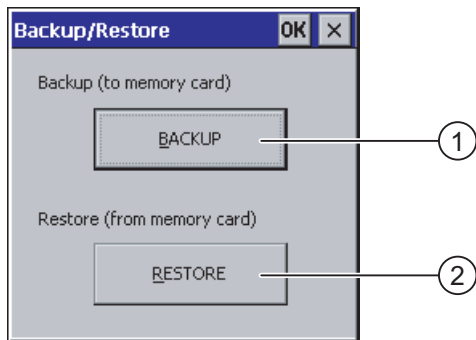 Backup/Restore OK ×
Backup (to memory card)
BACKUP
1
Restore (from memory card)
RESTORE
2